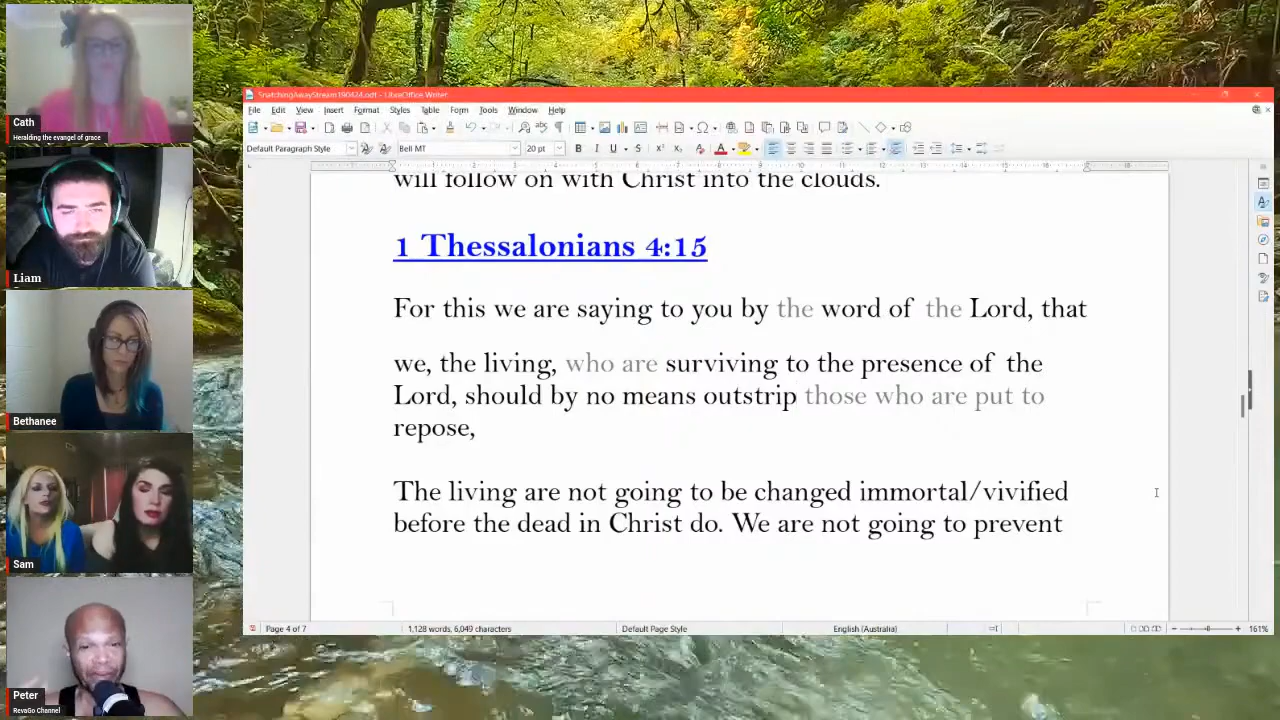 Cath
Heralding the evangel of grace
Liam
Bethanee
Sam
Peter
RevaGo Channel
SnatchingAwayStream190424.odt - LibreOffice Writer
File Edit View Insert Format Styles Table Form Tools Window Help
Default Paragraph Style Bell MT 20 pt
will follow on with Christ into the clouds.
1 Thessalonians 4:15
For this we are saying to you by the word of the Lord, that
we, the living, who are surviving to the presence of the
Lord, should by no means outstrip those who are put to
repose,
The living are not going to be changed immortal/vivified
before the dead in Christ do. We are not going to prevent
Page 4 of 7 1,128 words, 6,049 characters Default Page Style English (Australia) 161%